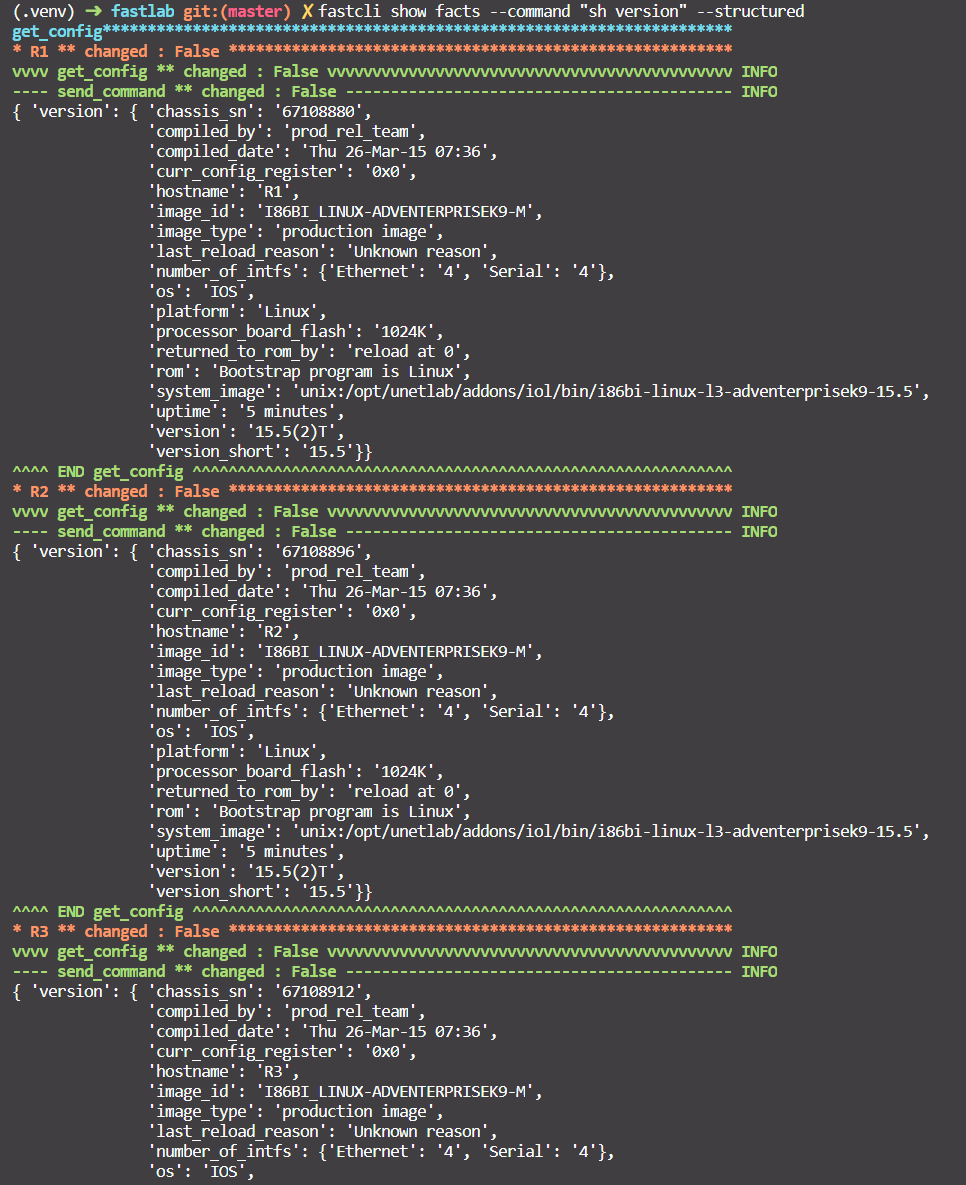 (.venv) ➜ fastlab git:(master) ✗ fastcli show facts --command "sh version" --structured
get_config**********************************************************************
* R1 ** changed : False ********************************************************
vvvv get_config ** changed : False vvvvvvvvvvvvvvvvvvvvvvvvvvvvvvvvvvvvvvvvvvvvv INFO
---- send_command ** changed : False ------------------------------------------- INFO
{ 'version': { 'chassis_sn': '67108880',
               'compiled_by': 'prod_rel_team',
               'compiled_date': 'Thu 26-Mar-15 07:36',
               'curr_config_register': '0x0',
               'hostname': 'R1',
               'image_id': 'I86BI_LINUX-ADVENTERPRISEK9-M',
               'image_type': 'production image',
               'last_reload_reason': 'Unknown reason',
               'number_of_intfs': {'Ethernet': '4', 'Serial': '4'},
               'os': 'IOS',
               'platform': 'Linux',
               'processor_board_flash': '1024K',
               'returned_to_rom_by': 'reload at 0',
               'rom': 'Bootstrap program is Linux',
               'system_image': 'unix:/opt/unetlab/addons/iol/bin/i86bi-linux-l3-adventerprisek9-15.5',
               'uptime': '5 minutes',
               'version': '15.5(2)T',
               'version_short': '15.5'}}
^^^^ END get_config ^^^^^^^^^^^^^^^^^^^^^^^^^^^^^^^^^^^^^^^^^^^^^^^^^^^^^^^^^^^^
* R2 ** changed : False ********************************************************
vvvv get_config ** changed : False vvvvvvvvvvvvvvvvvvvvvvvvvvvvvvvvvvvvvvvvvvvvv INFO
---- send_command ** changed : False ------------------------------------------- INFO
{ 'version': { 'chassis_sn': '67108896',
               'compiled_by': 'prod_rel_team',
               'compiled_date': 'Thu 26-Mar-15 07:36',
               'curr_config_register': '0x0',
               'hostname': 'R2',
               'image_id': 'I86BI_LINUX-ADVENTERPRISEK9-M',
               'image_type': 'production image',
               'last_reload_reason': 'Unknown reason',
               'number_of_intfs': {'Ethernet': '4', 'Serial': '4'},
               'os': 'IOS',
               'platform': 'Linux',
               'processor_board_flash': '1024K',
               'returned_to_rom_by': 'reload at 0',
               'rom': 'Bootstrap program is Linux',
               'system_image': 'unix:/opt/unetlab/addons/iol/bin/i86bi-linux-l3-adventerprisek9-15.5',
               'uptime': '5 minutes',
               'version': '15.5(2)T',
               'version_short': '15.5'}}
^^^^ END get_config ^^^^^^^^^^^^^^^^^^^^^^^^^^^^^^^^^^^^^^^^^^^^^^^^^^^^^^^^^^^^
* R3 ** changed : False ********************************************************
vvvv get_config ** changed : False vvvvvvvvvvvvvvvvvvvvvvvvvvvvvvvvvvvvvvvvvvvvv INFO
---- send_command ** changed : False ------------------------------------------- INFO
{ 'version': { 'chassis_sn': '67108912',
               'compiled_by': 'prod_rel_team',
               'compiled_date': 'Thu 26-Mar-15 07:36',
               'curr_config_register': '0x0',
               'hostname': 'R3',
               'image_id': 'I86BI_LINUX-ADVENTERPRISEK9-M',
               'image_type': 'production image',
               'last_reload_reason': 'Unknown reason',
               'number_of_intfs': {'Ethernet': '4', 'Serial': '4'},
               'os': 'IOS',